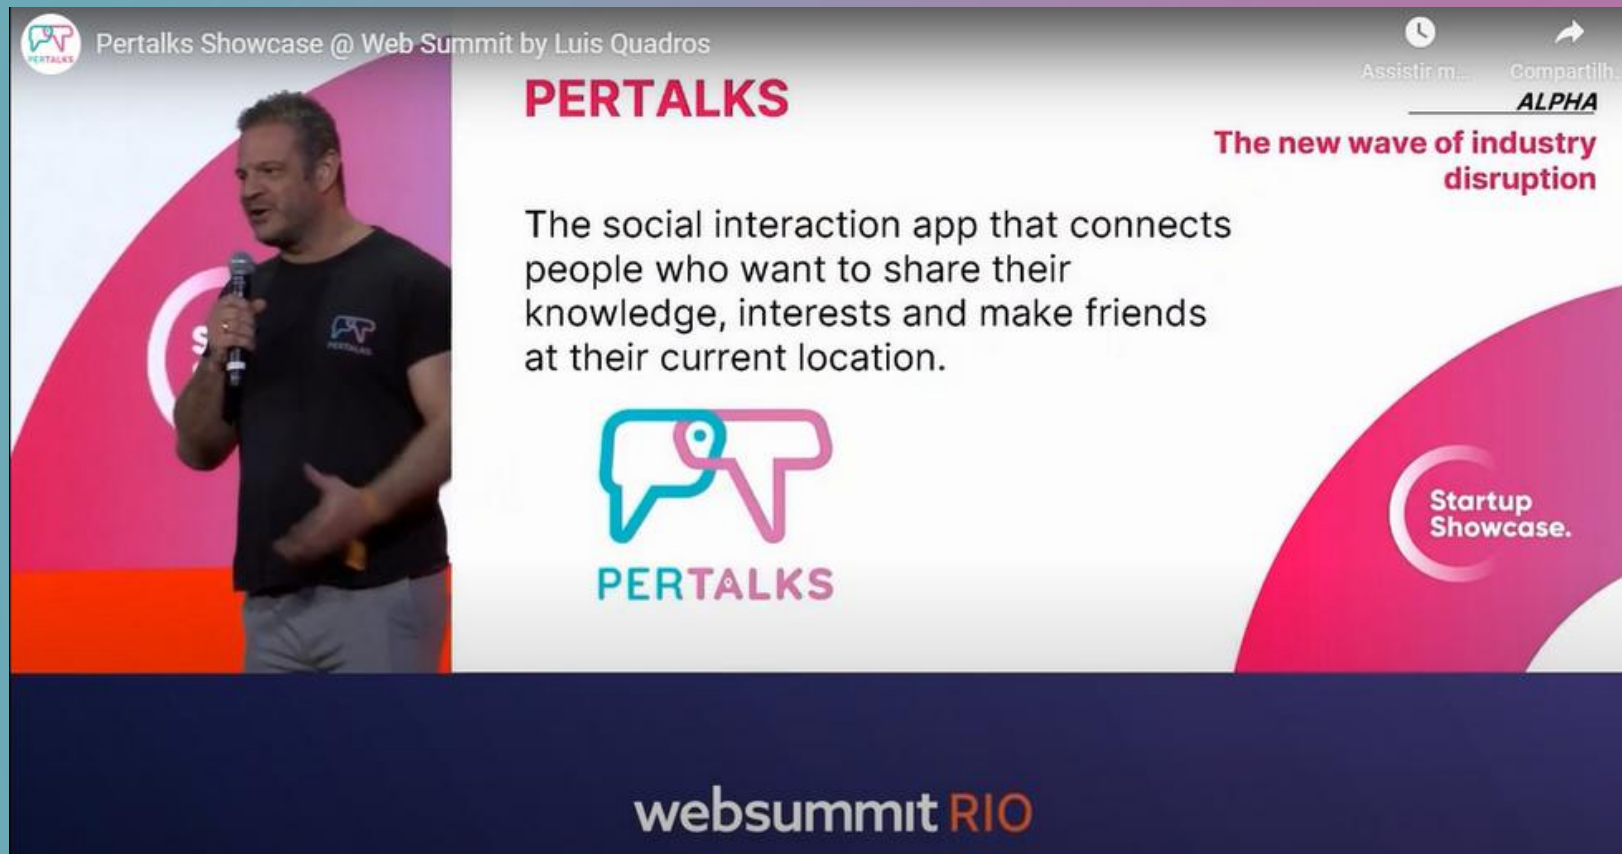 PERTALKS
Pertalks Showcase @ Web Summit by Luis Quadros
Assistir m...
Compartilh.
PERTALKS
ALPHA
The new wave of industry
disruption
The social interaction app that connects
people who want to share their
knowledge, interests and make friends
at their current location.
PERTALKS
PERTALKS
S
Startup
Showcase.
websummit RIO